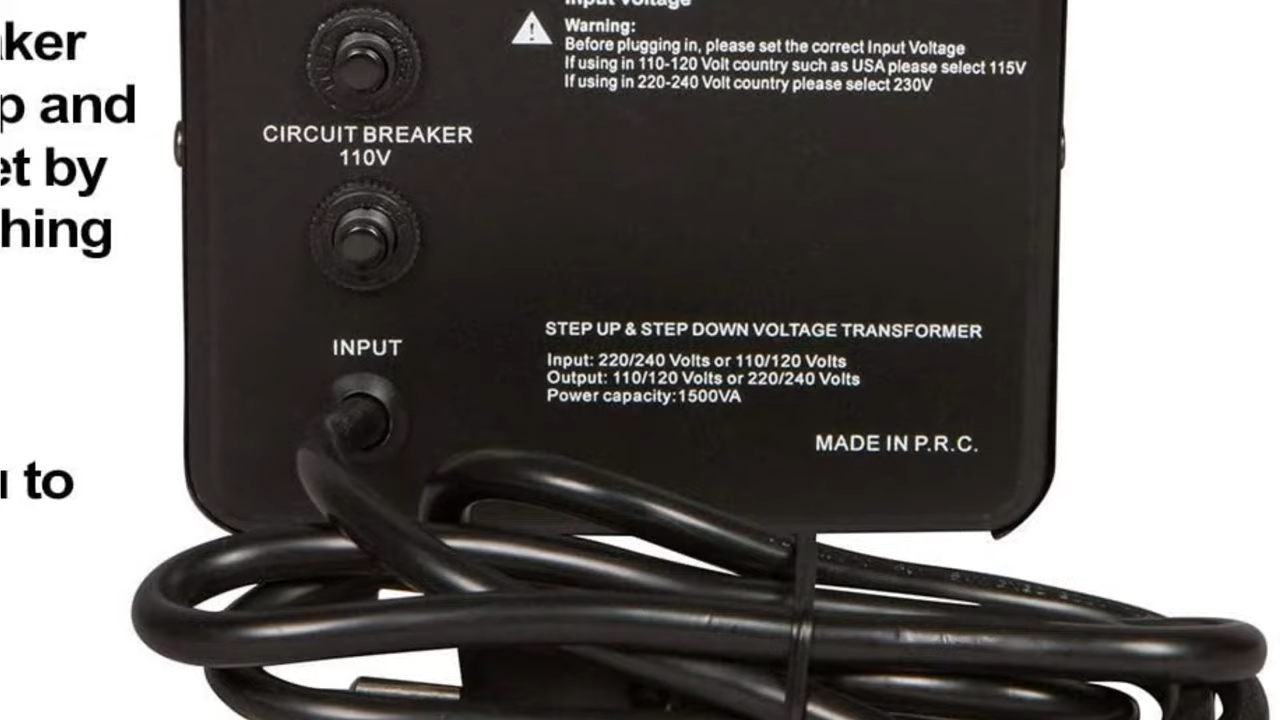 ker
p and
et by
hing
to
Input Voltage
Warning:
Before plugging in, please set the correct Input Voltage
If using in 110-120 Volt country such as USA please select 115V
If using in 220-240 Volt country please select 230V
CIRCUIT BREAKER
110V
INPUT
STEP UP & STEP DOWN VOLTAGE TRANSFORMER
Input: 220/240 Volts or 110/120 Volts
Output: 110/120 Volts or 220/240 Volts
Power capacity:1500VA
MADE IN P.R.C.